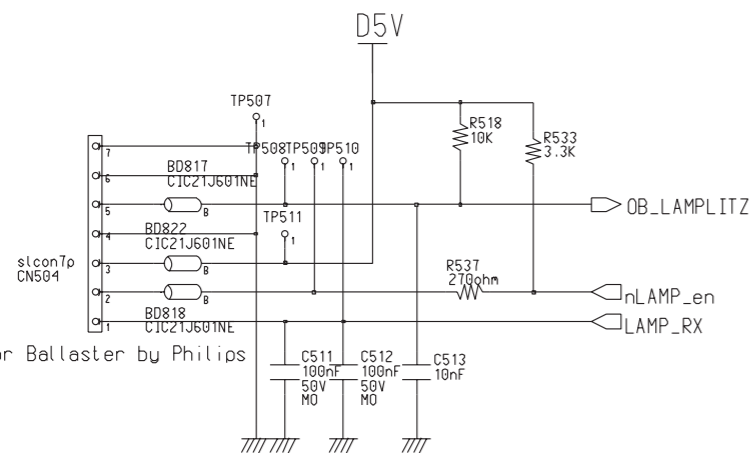 D5V
TP507
1
R518
10K
R533
3.3K
TP508
TP509
TP510
1
1
1
7
BD817
CIC21J601NE
6
5
B
OB_LAMPLITZ
TP511
1
BD822
CIC21J601NE
4
slcon7p
CN504
3
B
R537
270ohm
2
B
nLAMP_en
BD818
CIC21J601NE
1
LAMP_RX
or Ballaster by Philips
C511
100nF
50V
MO
C512
100nF
50V
MO
C513
10nF